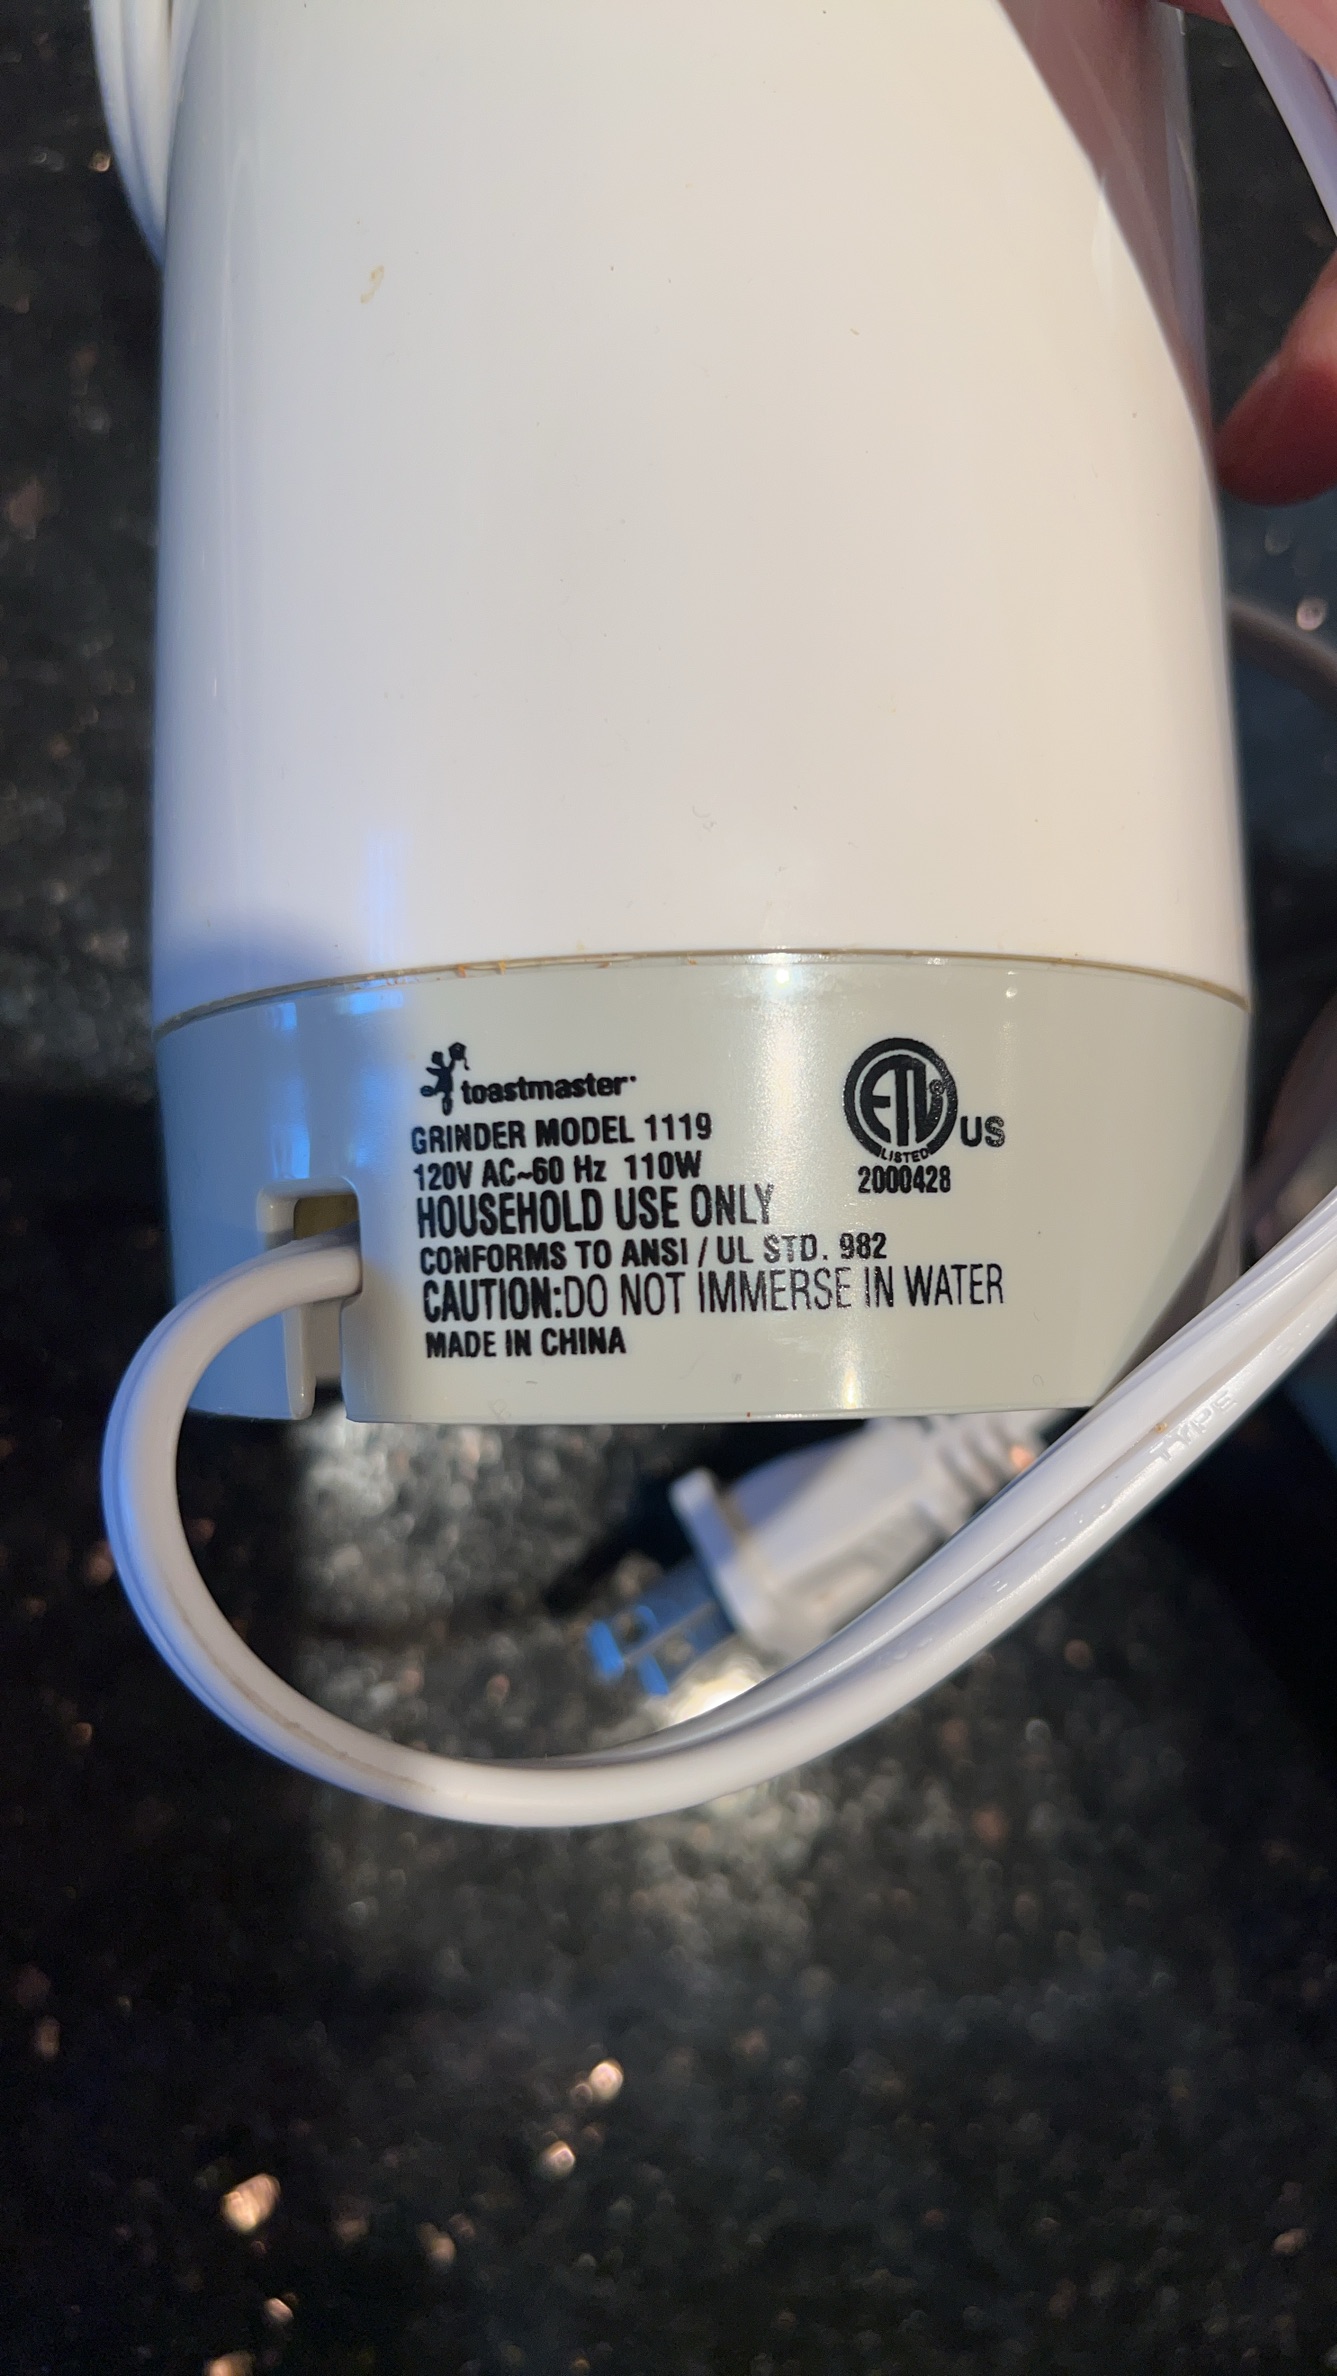 toastmaster
GRINDER MODEL 1119
120V AC~60 Hz 110W
HOUSEHOLD USE ONLY
CONFORMS TO ANSI / UL STD. 982
CAUTION:DO NOT IMMERSE IN WATER
MADE IN CHINA
ETL
LISTED
US
2000428
TYPE